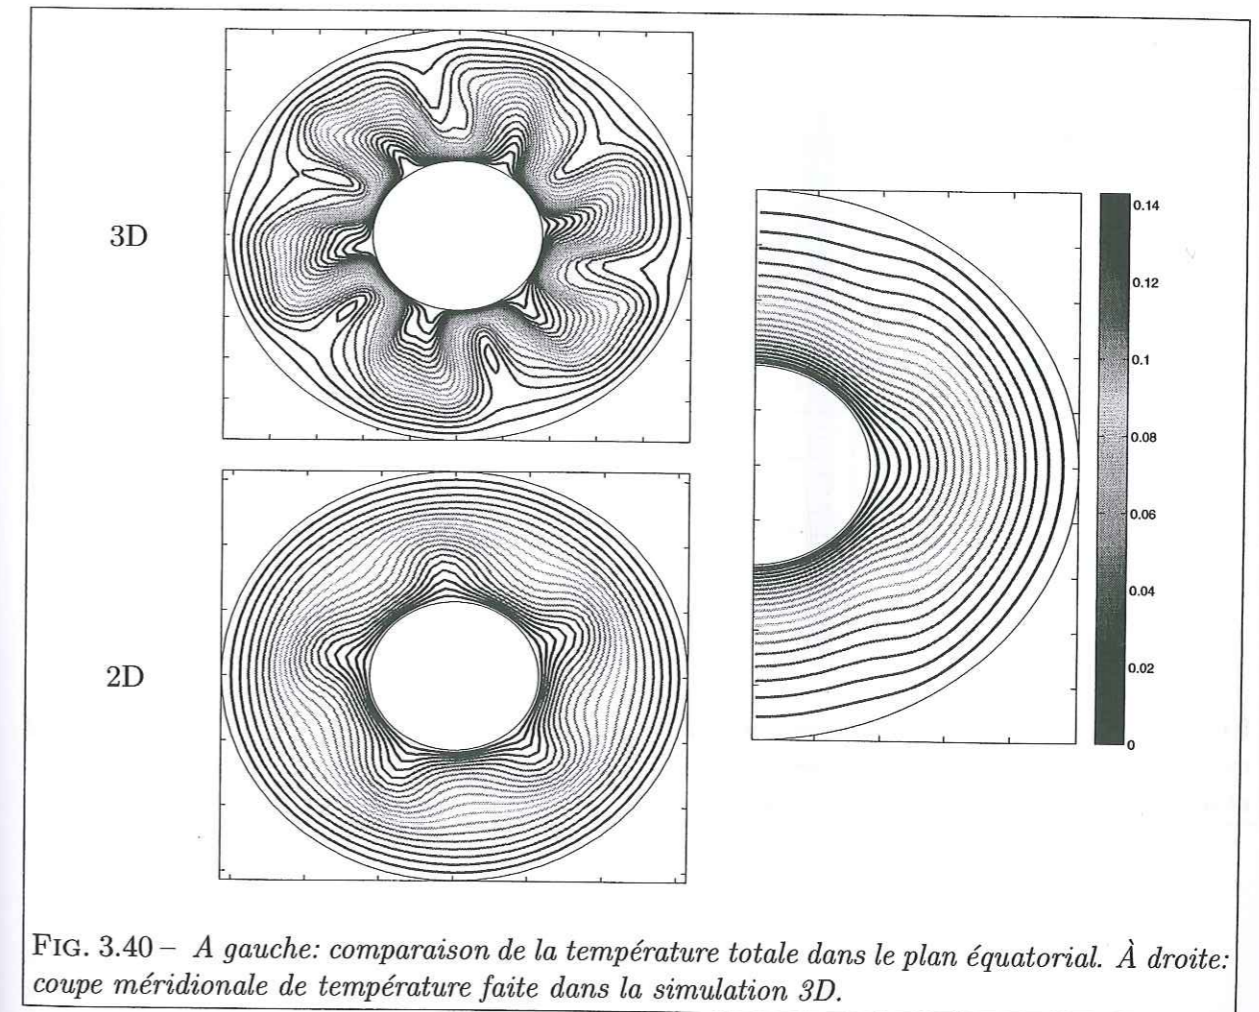 3D
2D
0.14
0.12
0.1
0.08
0.06
0.04
0.02
0
FIG. 3.40 – A gauche: comparaison de la température totale dans le plan équatorial. À droite:
coupe méridionale de température faite dans la simulation 3D.